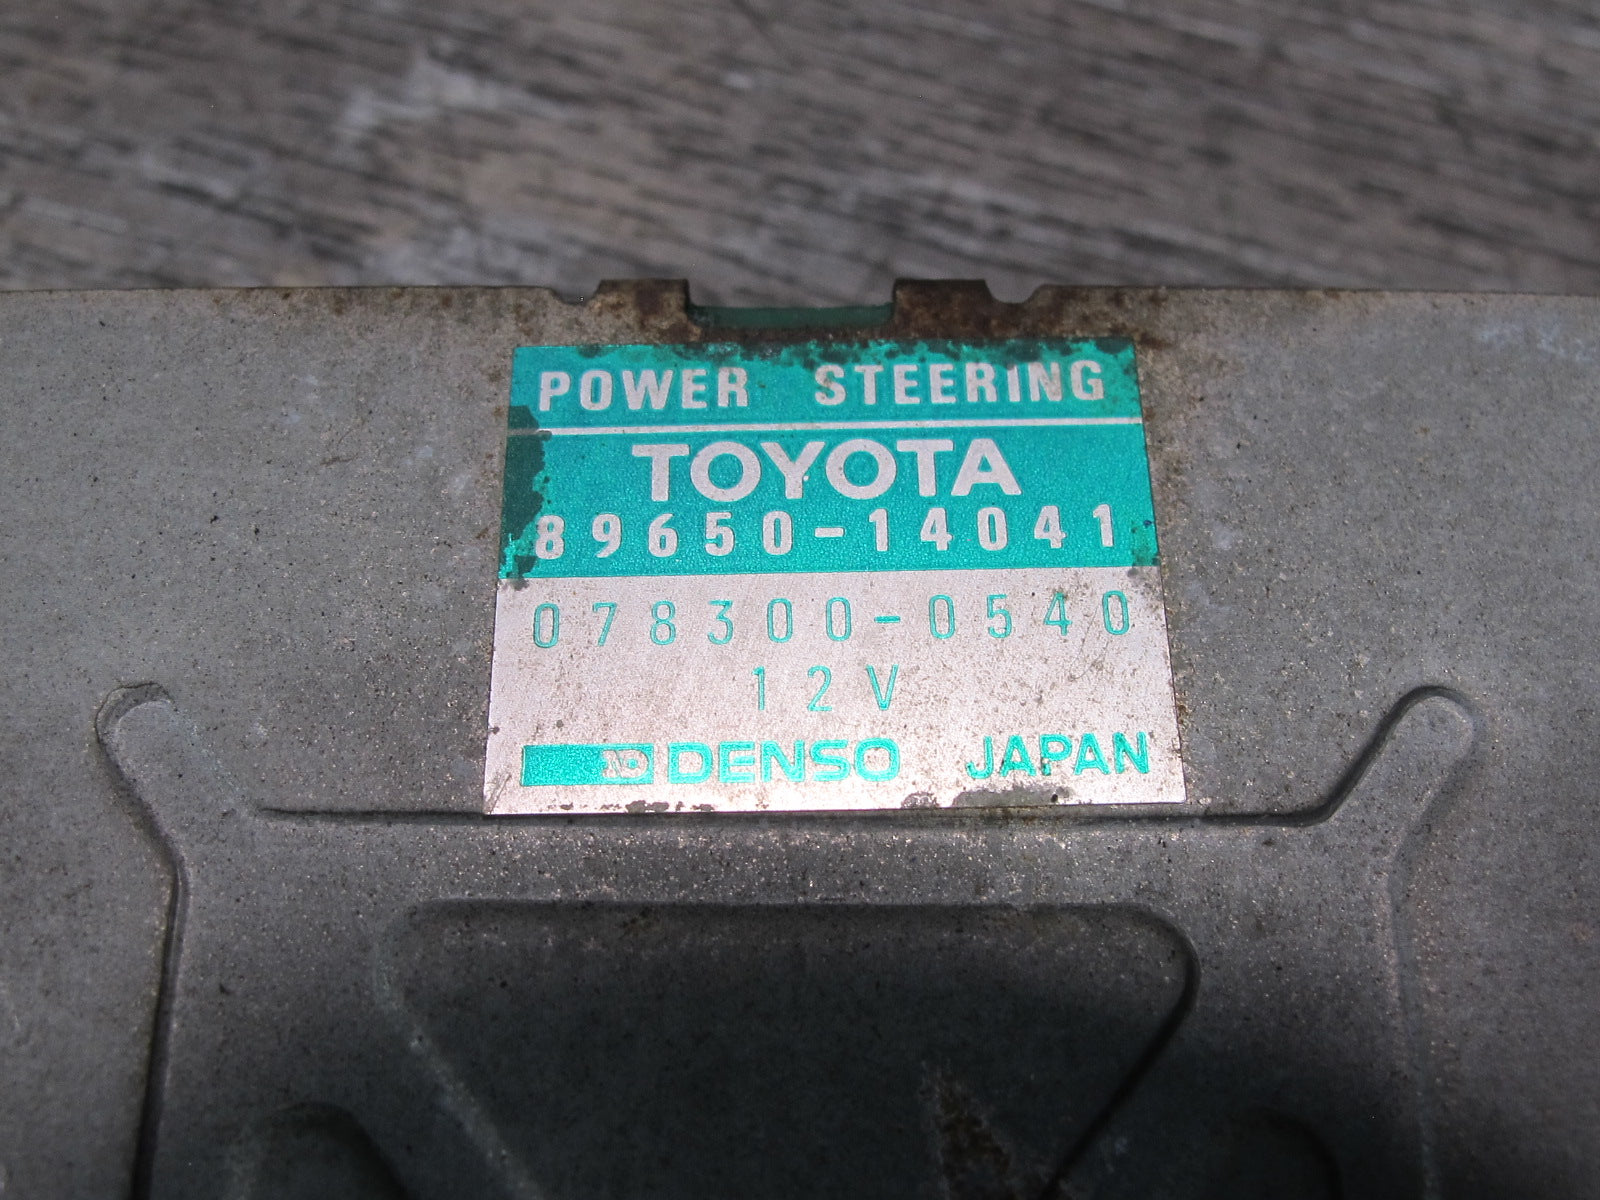 POWER STEERING
TOYOTA
89650-14041
078300-0540
12V
DENSO JAPAN